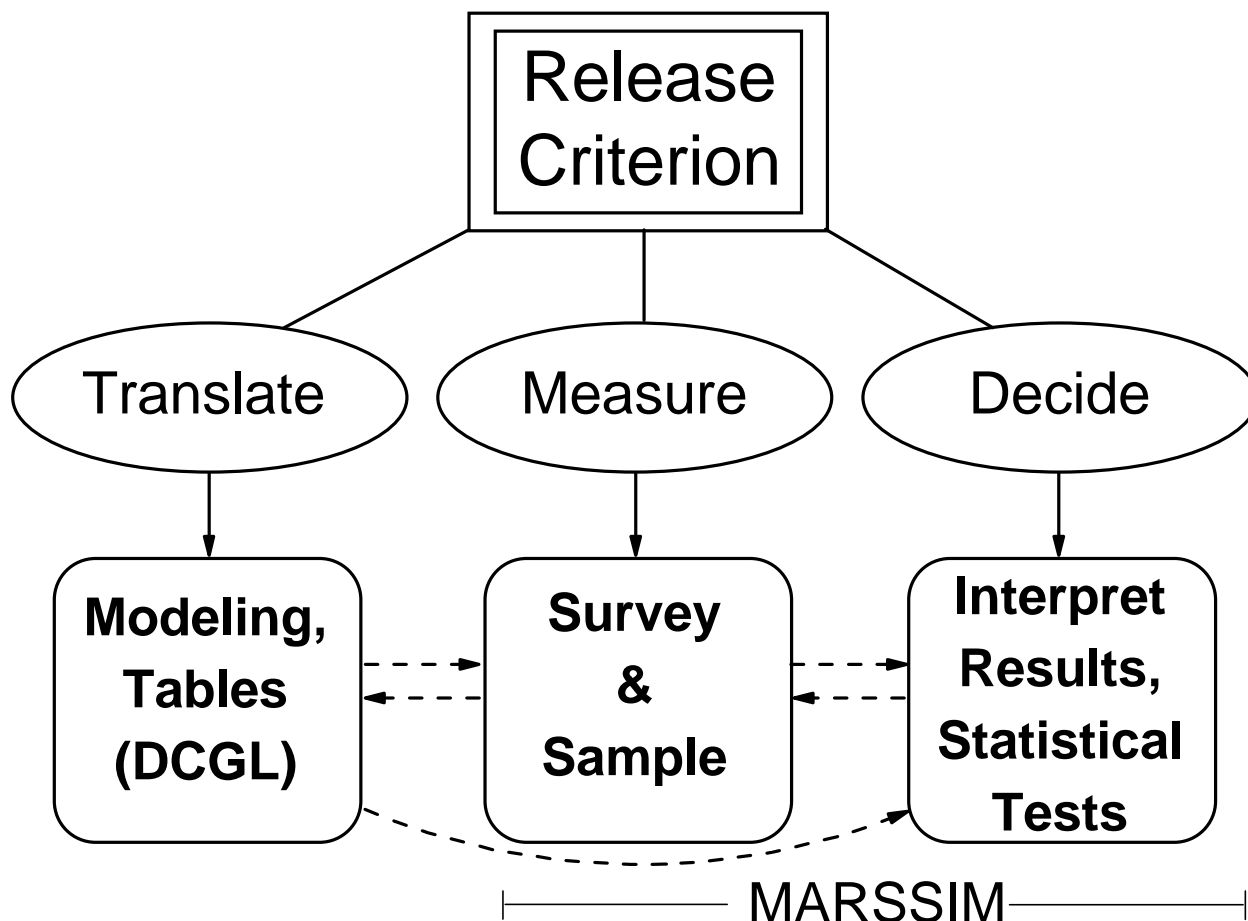 Release
Criterion
Translate
Measure
Decide
Modeling,
Tables
(DCGL)
Survey
&
Sample
Interpret
Results,
Statistical
Tests
MARSSIM